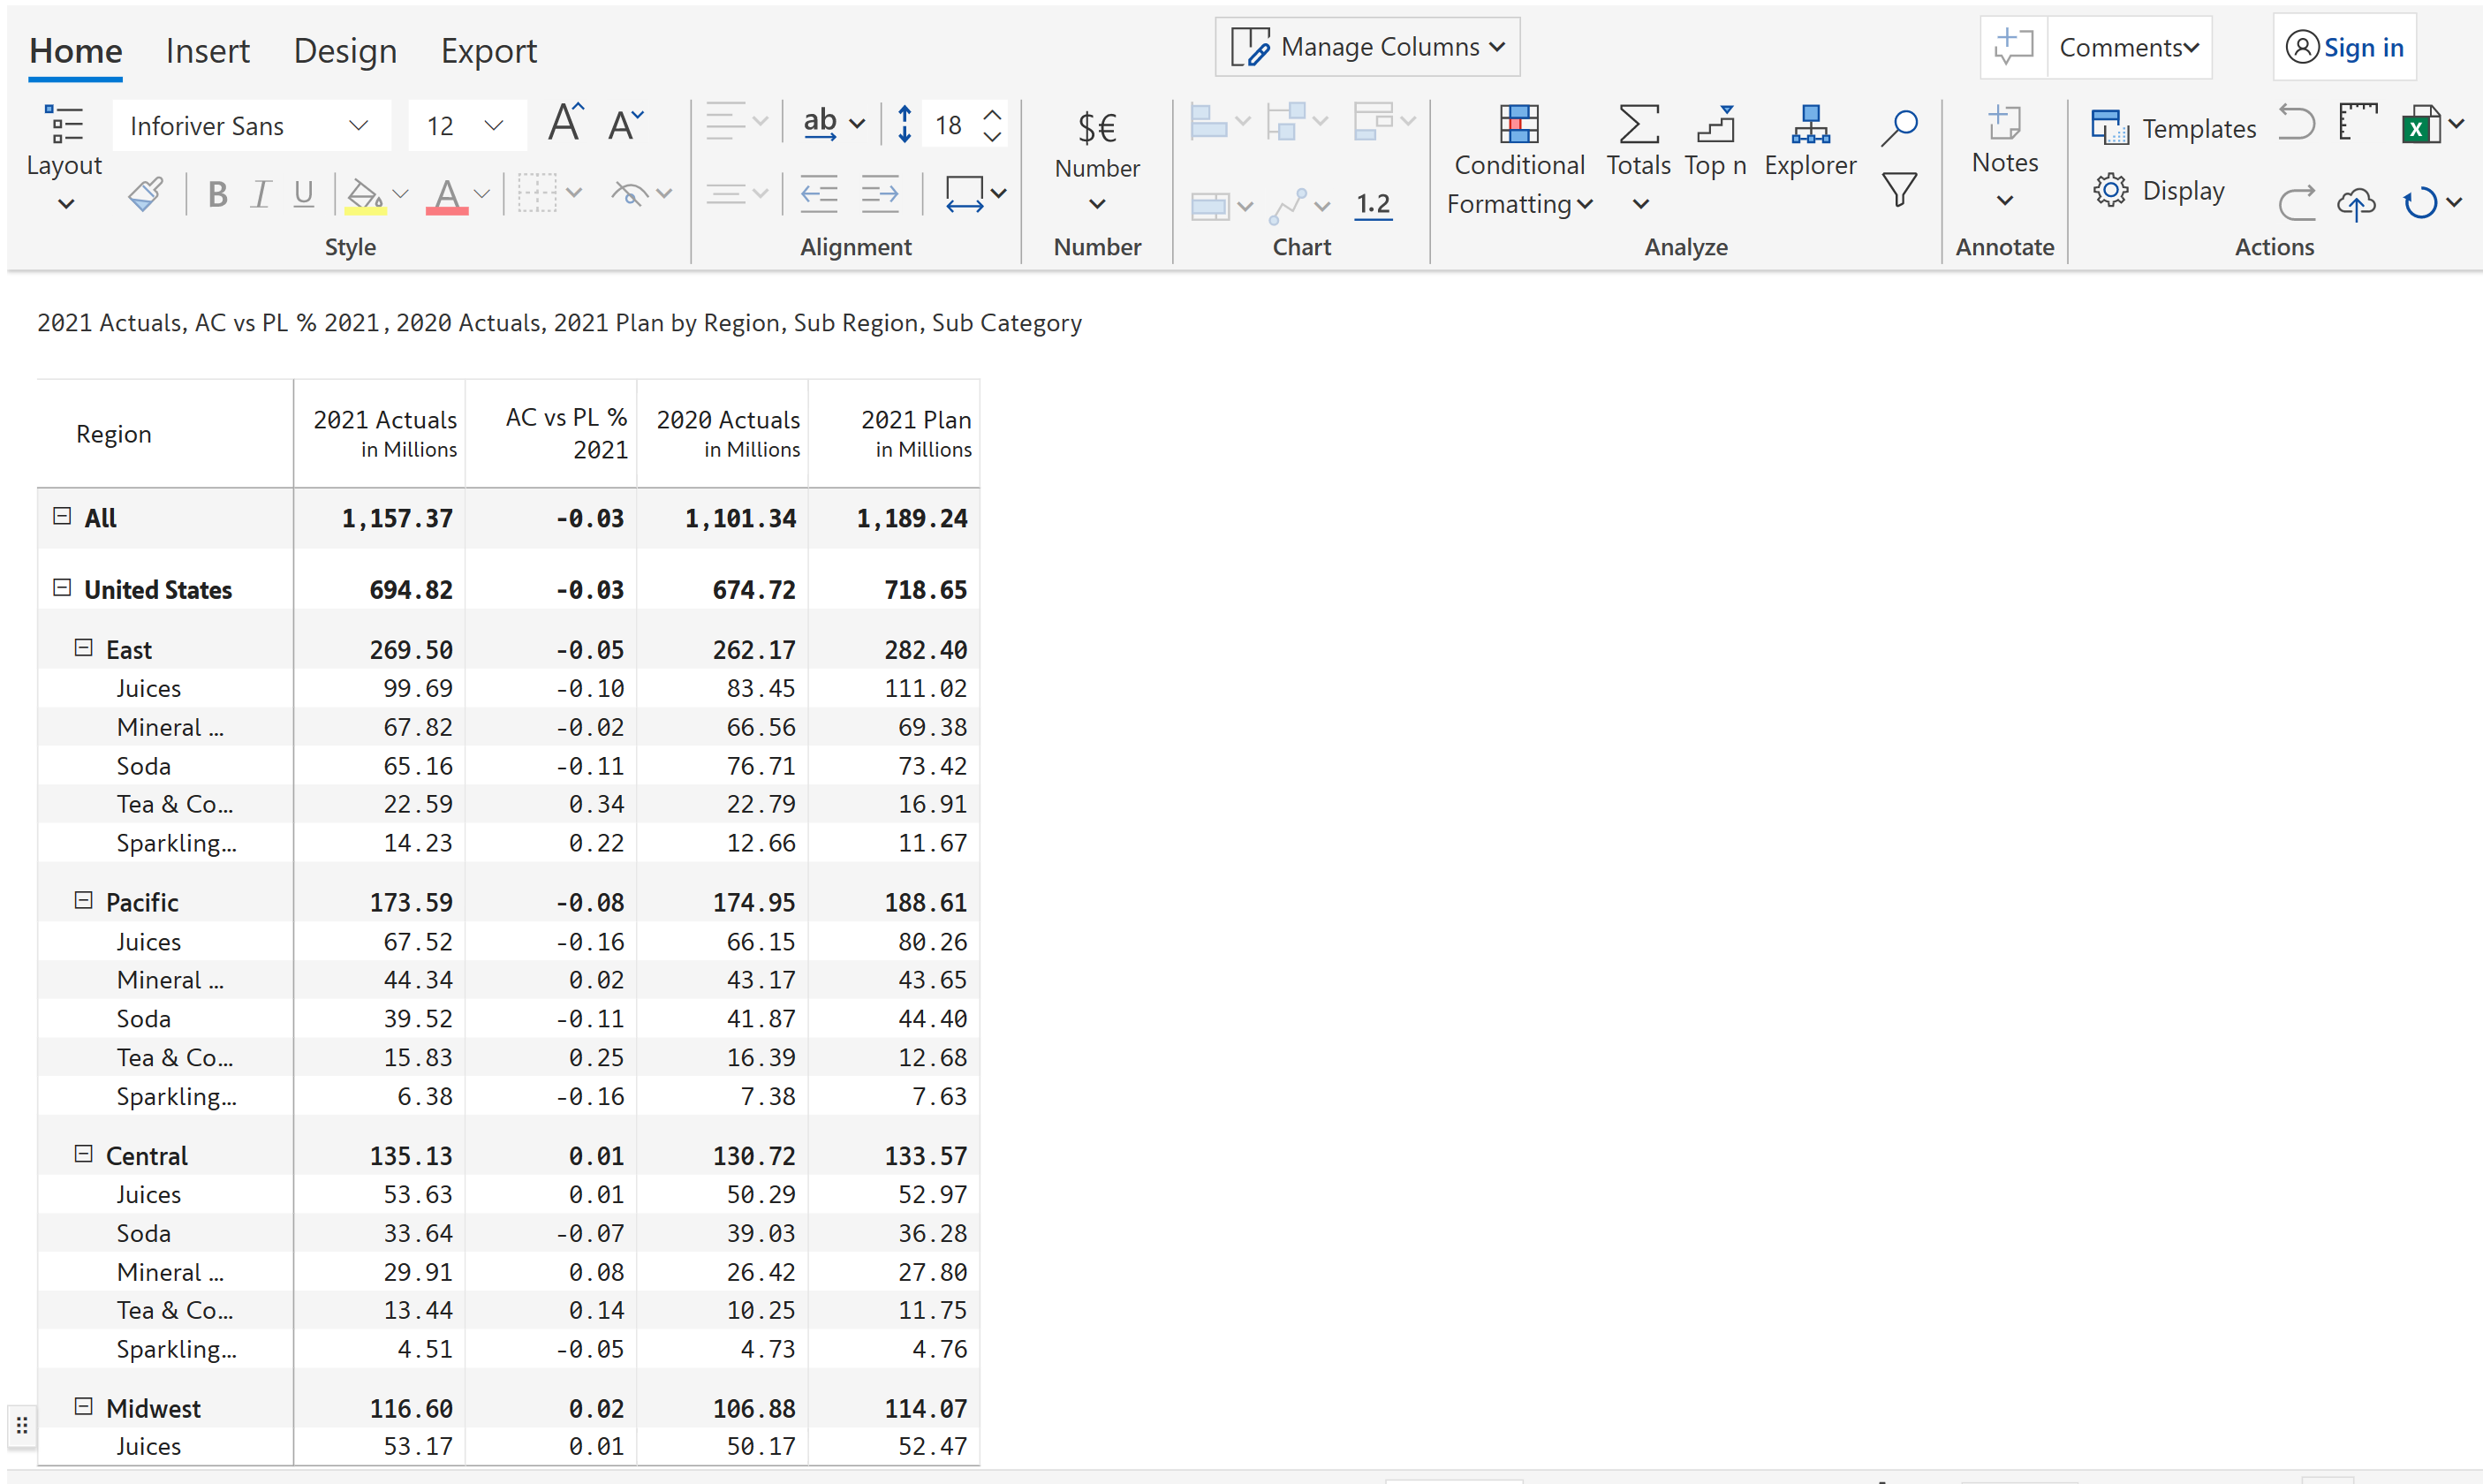 Home Insert Design Export Manage Columns Comments Sign in
Inforiver Sans 12 A A ab 18 $€ Templates
Layout Number Conditional Totals Top n Explorer Notes
B I U A 1.2 Formatting Display
Style Alignment Number Chart Analyze Annotate Actions
2021 Actuals, AC vs PL % 2021, 2020 Actuals, 2021 Plan by Region, Sub Region, Sub Category
Region 2021 Actuals in Millions AC vs PL % 2021 2020 Actuals in Millions 2021 Plan in Millions
All 1,157.37 -0.03 1,101.34 1,189.24
United States 694.82 -0.03 674.72 718.65
East 269.50 -0.05 262.17 282.40
Juices 99.69 -0.10 83.45 111.02
Mineral ... 67.82 -0.02 66.56 69.38
Soda 65.16 -0.11 76.71 73.42
Tea & Co... 22.59 0.34 22.79 16.91
Sparkling... 14.23 0.22 12.66 11.67
Pacific 173.59 -0.08 174.95 188.61
Juices 67.52 -0.16 66.15 80.26
Mineral ... 44.34 0.02 43.17 43.65
Soda 39.52 -0.11 41.87 44.40
Tea & Co... 15.83 0.25 16.39 12.68
Sparkling... 6.38 -0.16 7.38 7.63
Central 135.13 0.01 130.72 133.57
Juices 53.63 0.01 50.29 52.97
Soda 33.64 -0.07 39.03 36.28
Mineral ... 29.91 0.08 26.42 27.80
Tea & Co... 13.44 0.14 10.25 11.75
Sparkling... 4.51 -0.05 4.73 4.76
Midwest 116.60 0.02 106.88 114.07
Juices 53.17 0.01 50.17 52.47